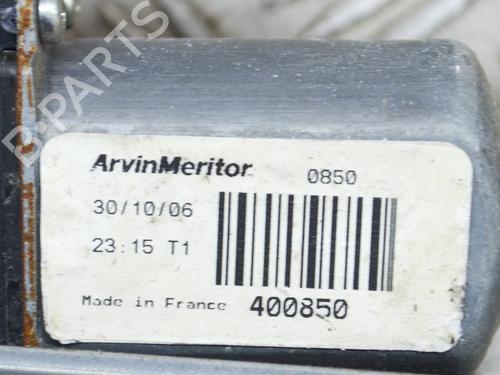 B-PARTS
ArvinMeritor 0850
30/10/06
23:15 T1
Made in France 400850